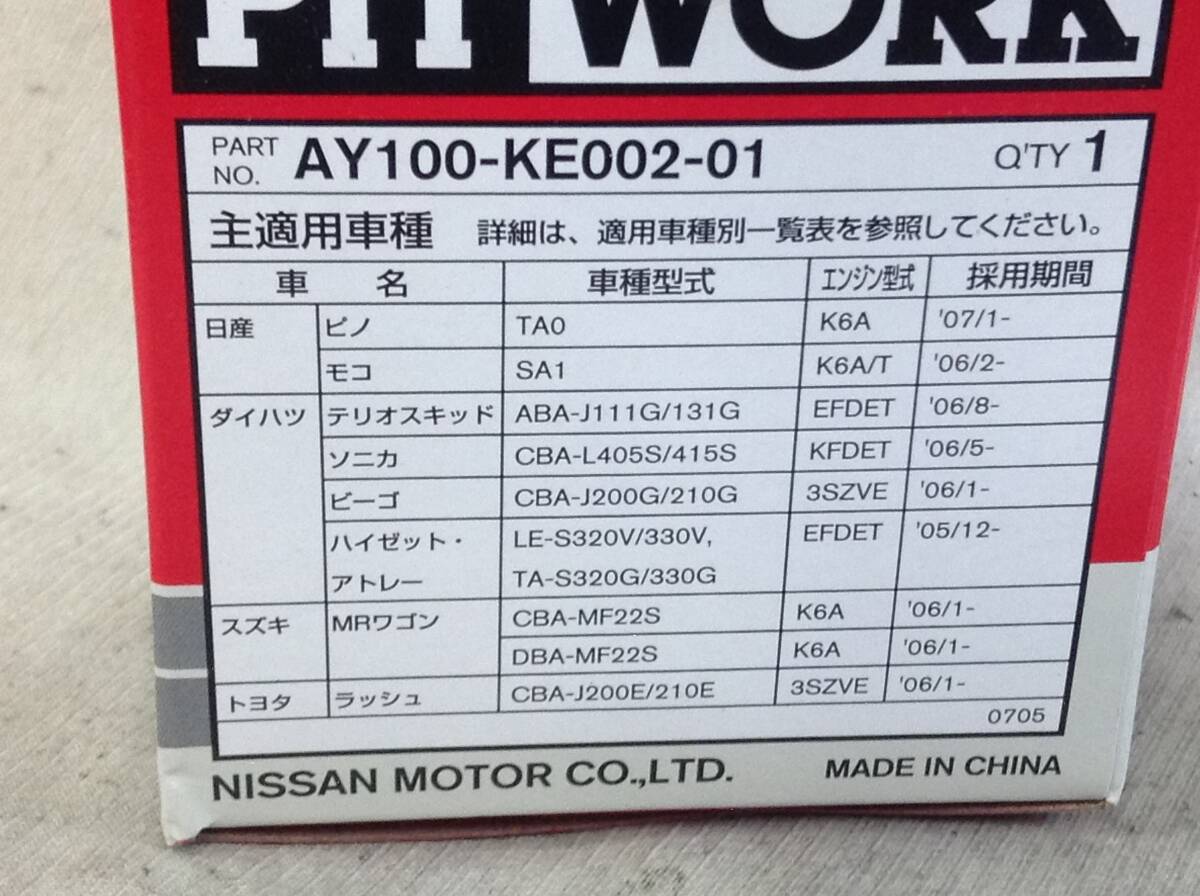 PIT WORK
PART NO. AY100-KE002-01 Q'TY 1
主適用車種 詳細は、適用車種別一覧表を参照してください。
車名 車種型式 エンジン型式 採用期間
日産 ピノ TA0 K6A '07/1-
モコ SA1 K6A/T '06/2-
ダイハツ テリオスキッド ABA-J111G/131G EFDET '06/8-
ソニカ CBA-L405S/415S KFDET '06/5-
ビーゴ CBA-J200G/210G 3SZVE '06/1-
ハイゼット・ LE-S320V/330V, EFDET '05/12-
アトレー TA-S320G/330G
スズキ MRワゴン CBA-MF22S K6A '06/1-
DBA-MF22S K6A '06/1-
トヨタ ラッシュ CBA-J200E/210E 3SZVE '06/1-
0705
NISSAN MOTOR CO.,LTD. MADE IN CHINA